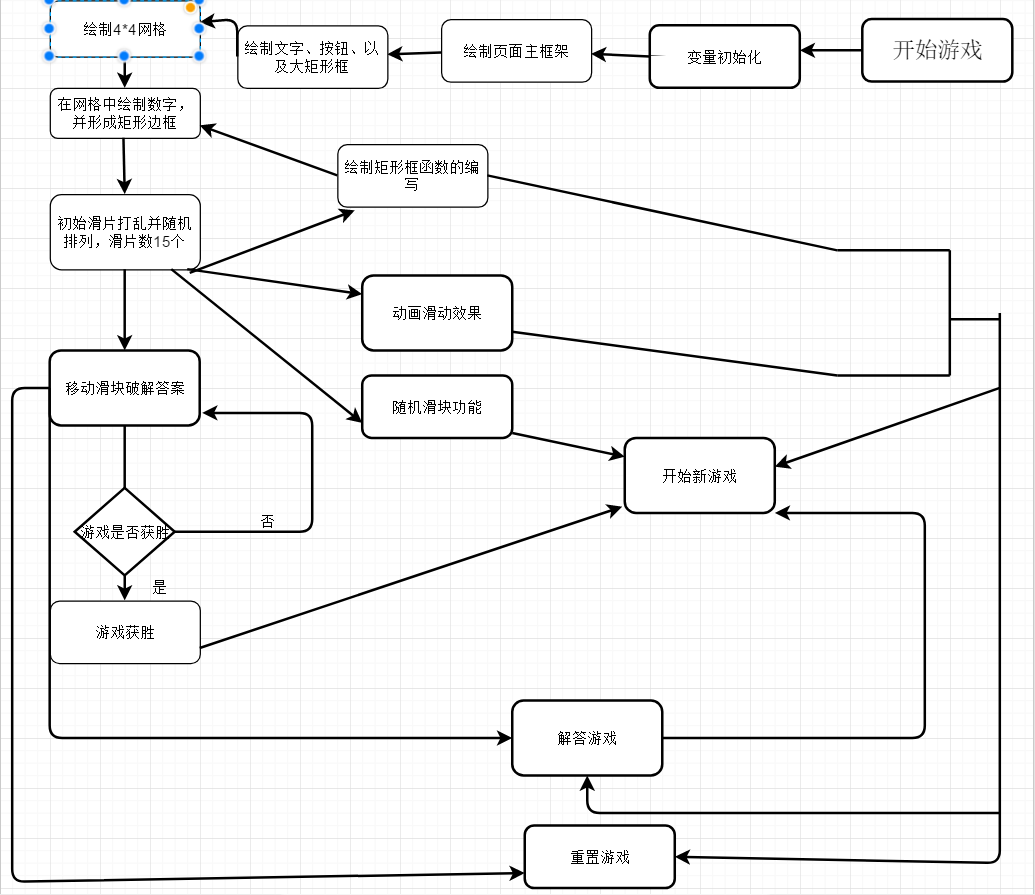 开始游戏
变量初始化
绘制页面主框架
绘制文字、按钮、以
及大矩形框
绘制4*4网格
在网格中绘制数字，
并形成矩形边框
绘制矩形框函数的编
写
初始滑片打乱并随机
排列，滑片数15个
动画滑动效果
移动滑块破解答案
随机滑块功能
开始新游戏
游戏是否获胜
否
是
游戏获胜
解答游戏
重置游戏